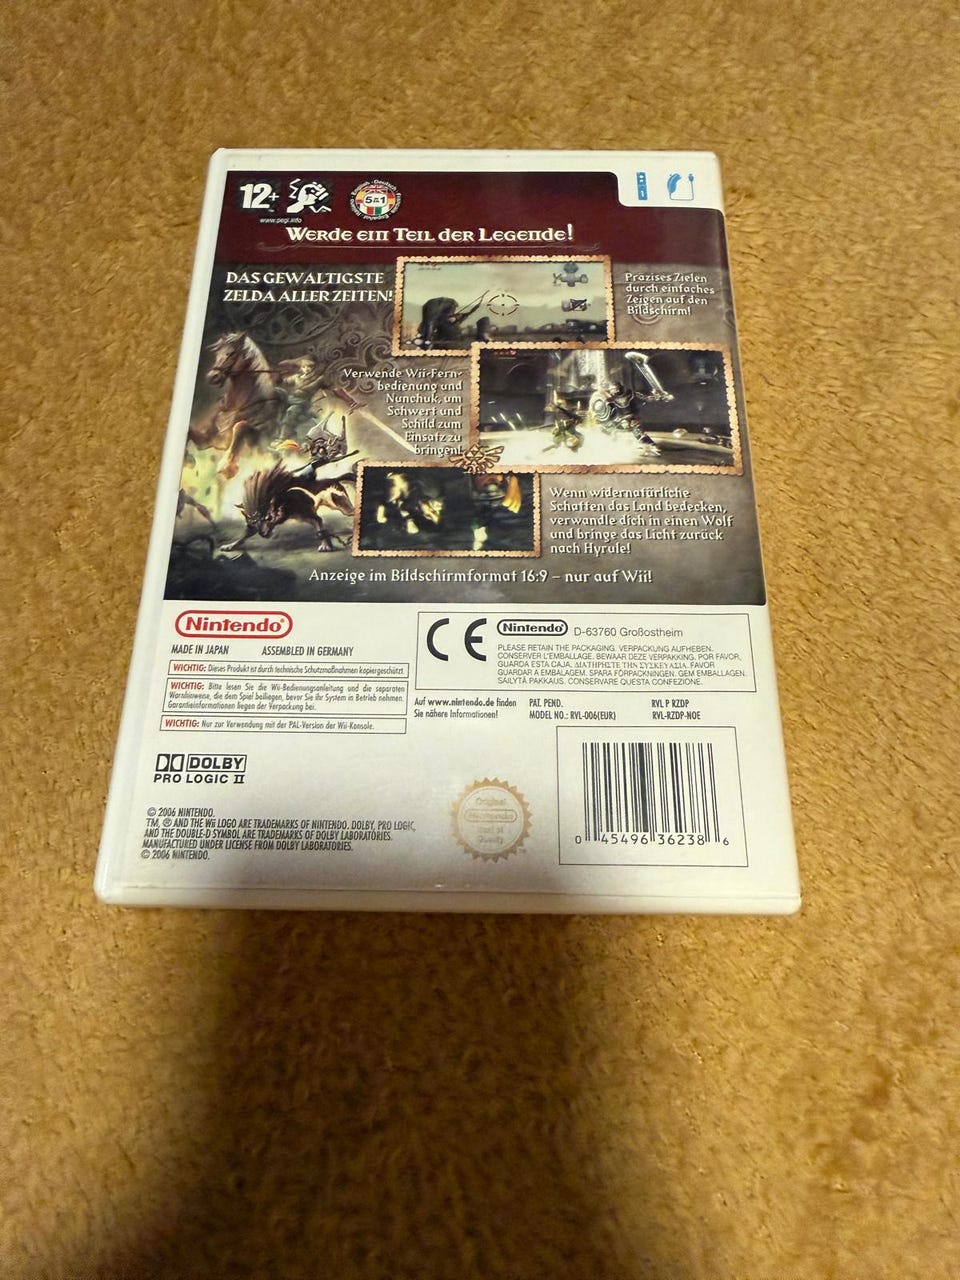 12+
www.pegi.info
English · Deutsch · Français · Español · Italiano
5in1
WERDE EIN TEIL DER LEGENDE!
DAS GEWALTIGSTE
ZELDA ALLER ZEITEN!
Präzises Zielen
durch einfaches
Zeigen auf den
Bildschirm!
Verwende Wii-Fern-
bedienung und
Nunchuk, um
Schwert und
Schild zum
Einsatz zu
bringen!
Wenn widernatürliche
Schatten das Land bedecken,
verwandle dich in einen Wolf
und bringe das Licht zurück
nach Hyrule!
Anzeige im Bildschirmformat 16:9 – nur auf Wii!
Nintendo®
MADE IN JAPAN ASSEMBLED IN GERMANY
WICHTIG: Dieses Produkt ist durch technische Schutzmaßnahmen kopiergeschützt.
WICHTIG: Bitte lesen Sie die Wii-Bedienungsanleitung und die separaten
Warnhinweise, die dem Spiel beiliegen, bevor Sie ihr System in Betrieb nehmen.
Garantieinformationen liegen der Verpackung bei.
WICHTIG: Nur zur Verwendung mit der PAL-Version der Wii-Konsole.
CE
Nintendo® D-63760 Großostheim
PLEASE RETAIN THE PACKAGING. VERPACKUNG AUFHEBEN.
CONSERVER L'EMBALLAGE. BEWAAR DEZE VERPAKKING. POR FAVOR,
GUARDA ESTA CAJA. ΔΙΑΤΗΡΗΣΤΕ ΤΗΝ ΣΥΣΚΕΥΑΣΙΑ. FAVOR
GUARDAR A EMBALAGEM. SPARA FÖRPACKNINGEN. GEM EMBALLAGEN.
SÄILYTÄ PAKKAUS. CONSERVARE QUESTA CONFEZIONE.
Auf www.nintendo.de finden
Sie nähere Informationen!
PAT. PEND.
MODEL NO.: RVL-006(EUR)
RVL P RZDP
RVL-RZDP-NOE
DOLBY
PRO LOGIC II
© 2006 NINTENDO.
TM, ® AND THE Wii LOGO ARE TRADEMARKS OF NINTENDO. DOLBY, PRO LOGIC,
AND THE DOUBLE-D SYMBOL ARE TRADEMARKS OF DOLBY LABORATORIES.
MANUFACTURED UNDER LICENSE FROM DOLBY LABORATORIES.
© 2006 NINTENDO.
Original
Nintendo
Seal of
Quality
0 45496 36238 6